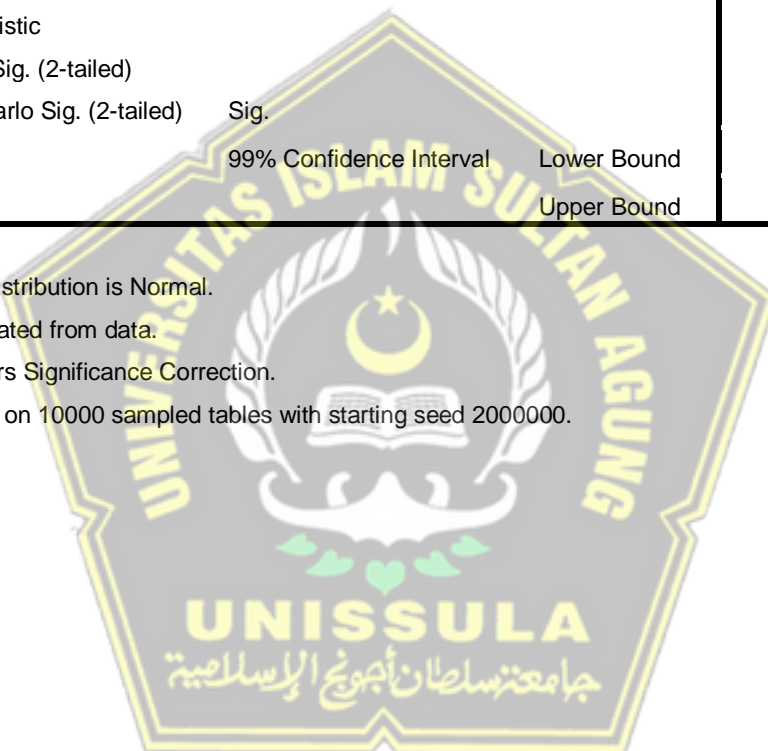 istic
Sig. (2-tailed)
arlo Sig. (2-tailed) Sig.
99% Confidence Interval Lower Bound
Upper Bound
stribution is Normal.
ated from data.
rs Significance Correction.
on 10000 sampled tables with starting seed 2000000.
UNIVERSITAS ISLAM SULTAN AGUNG
UNISSULA
جامعتنسلطان أجونج الإسلامية